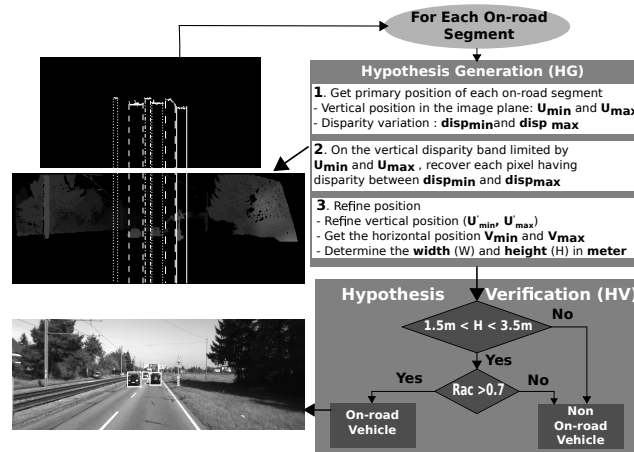 For Each On-road
Segment
Hypothesis Generation (HG)
1. Get primary position of each on-road segment
- Vertical position in the image plane: Umin and Umax
- Disparity variation : dispmin and disp max
2. On the vertical disparity band limited by
Umin and Umax , recover each pixel having
disparity between dispmin and dispmax
3. Refine position
- Refine vertical position (U'min, U'max)
- Get the horizontal position Vmin and Vmax
- Determine the width (W) and height (H) in meter
Hypothesis Verification (HV)
1.5m < H < 3.5m
No
Yes
Rac >0.7
Yes
No
On-road
Vehicle
Non
On-road
Vehicle